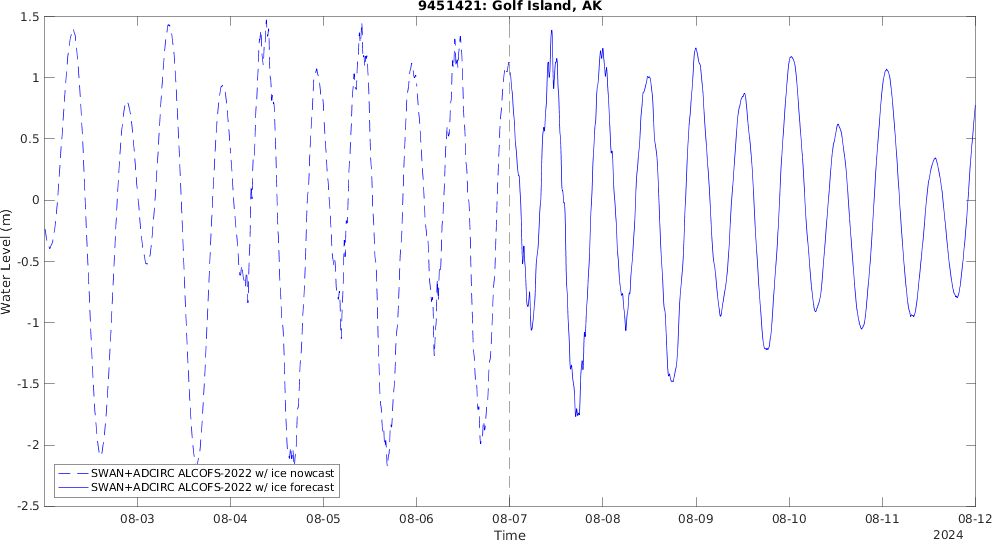 9451421: Golf Island, AK
1.5
1
0.5
0
-0.5
-1
-1.5
-2
-2.5
Water Level (m)
SWAN+ADCIRC ALCOFS-2022 w/ ice nowcast
SWAN+ADCIRC ALCOFS-2022 w/ ice forecast
08-03 08-04 08-05 08-06 08-07 08-08 08-09 08-10 08-11 08-12
Time
2024